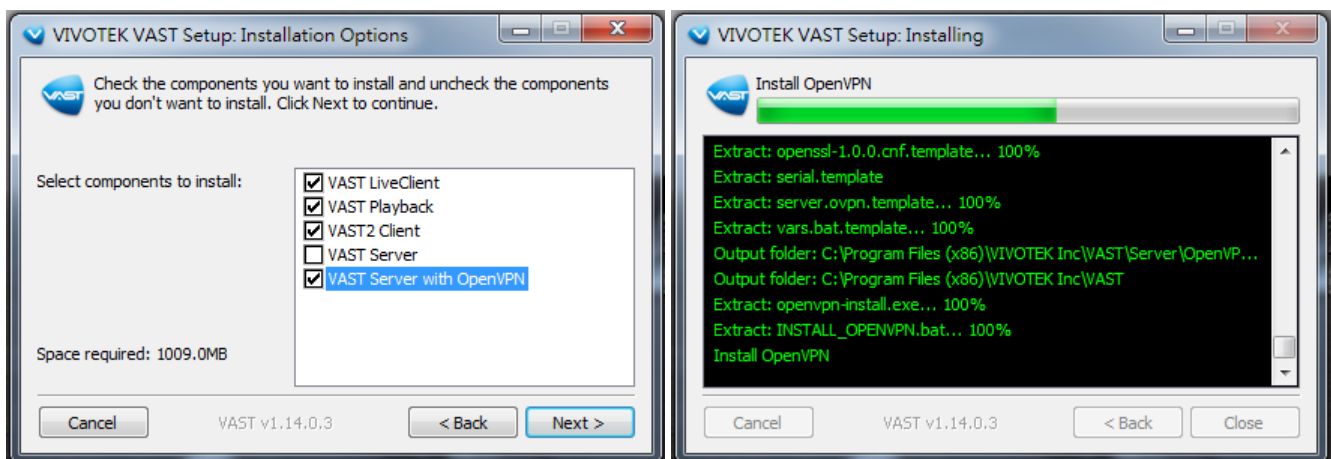 VIVOTEK VAST Setup: Installation Options
Check the components you want to install and uncheck the components
you don't want to install. Click Next to continue.
Select components to install:
VAST LiveClient
VAST Playback
VAST2 Client
VAST Server
VAST Server with OpenVPN
Space required: 1009.0MB
Cancel
VAST v1.14.0.3
< Back
Next >
VIVOTEK VAST Setup: Installing
VAST
Install OpenVPN
Extract: openssl-1.0.0.cnf.template... 100%
Extract: serial.template
Extract: server.ovpn.template... 100%
Extract: vars.bat.template... 100%
Output folder: C:\Program Files (x86)\VIVOTEK Inc\VAST\Server\OpenVP...
Output folder: C:\Program Files (x86)\VIVOTEK Inc\VAST
Extract: openvpn-install.exe... 100%
Extract: INSTALL_OPENVPN.bat... 100%
Install OpenVPN
Cancel
VAST v1.14.0.3
< Back
Close